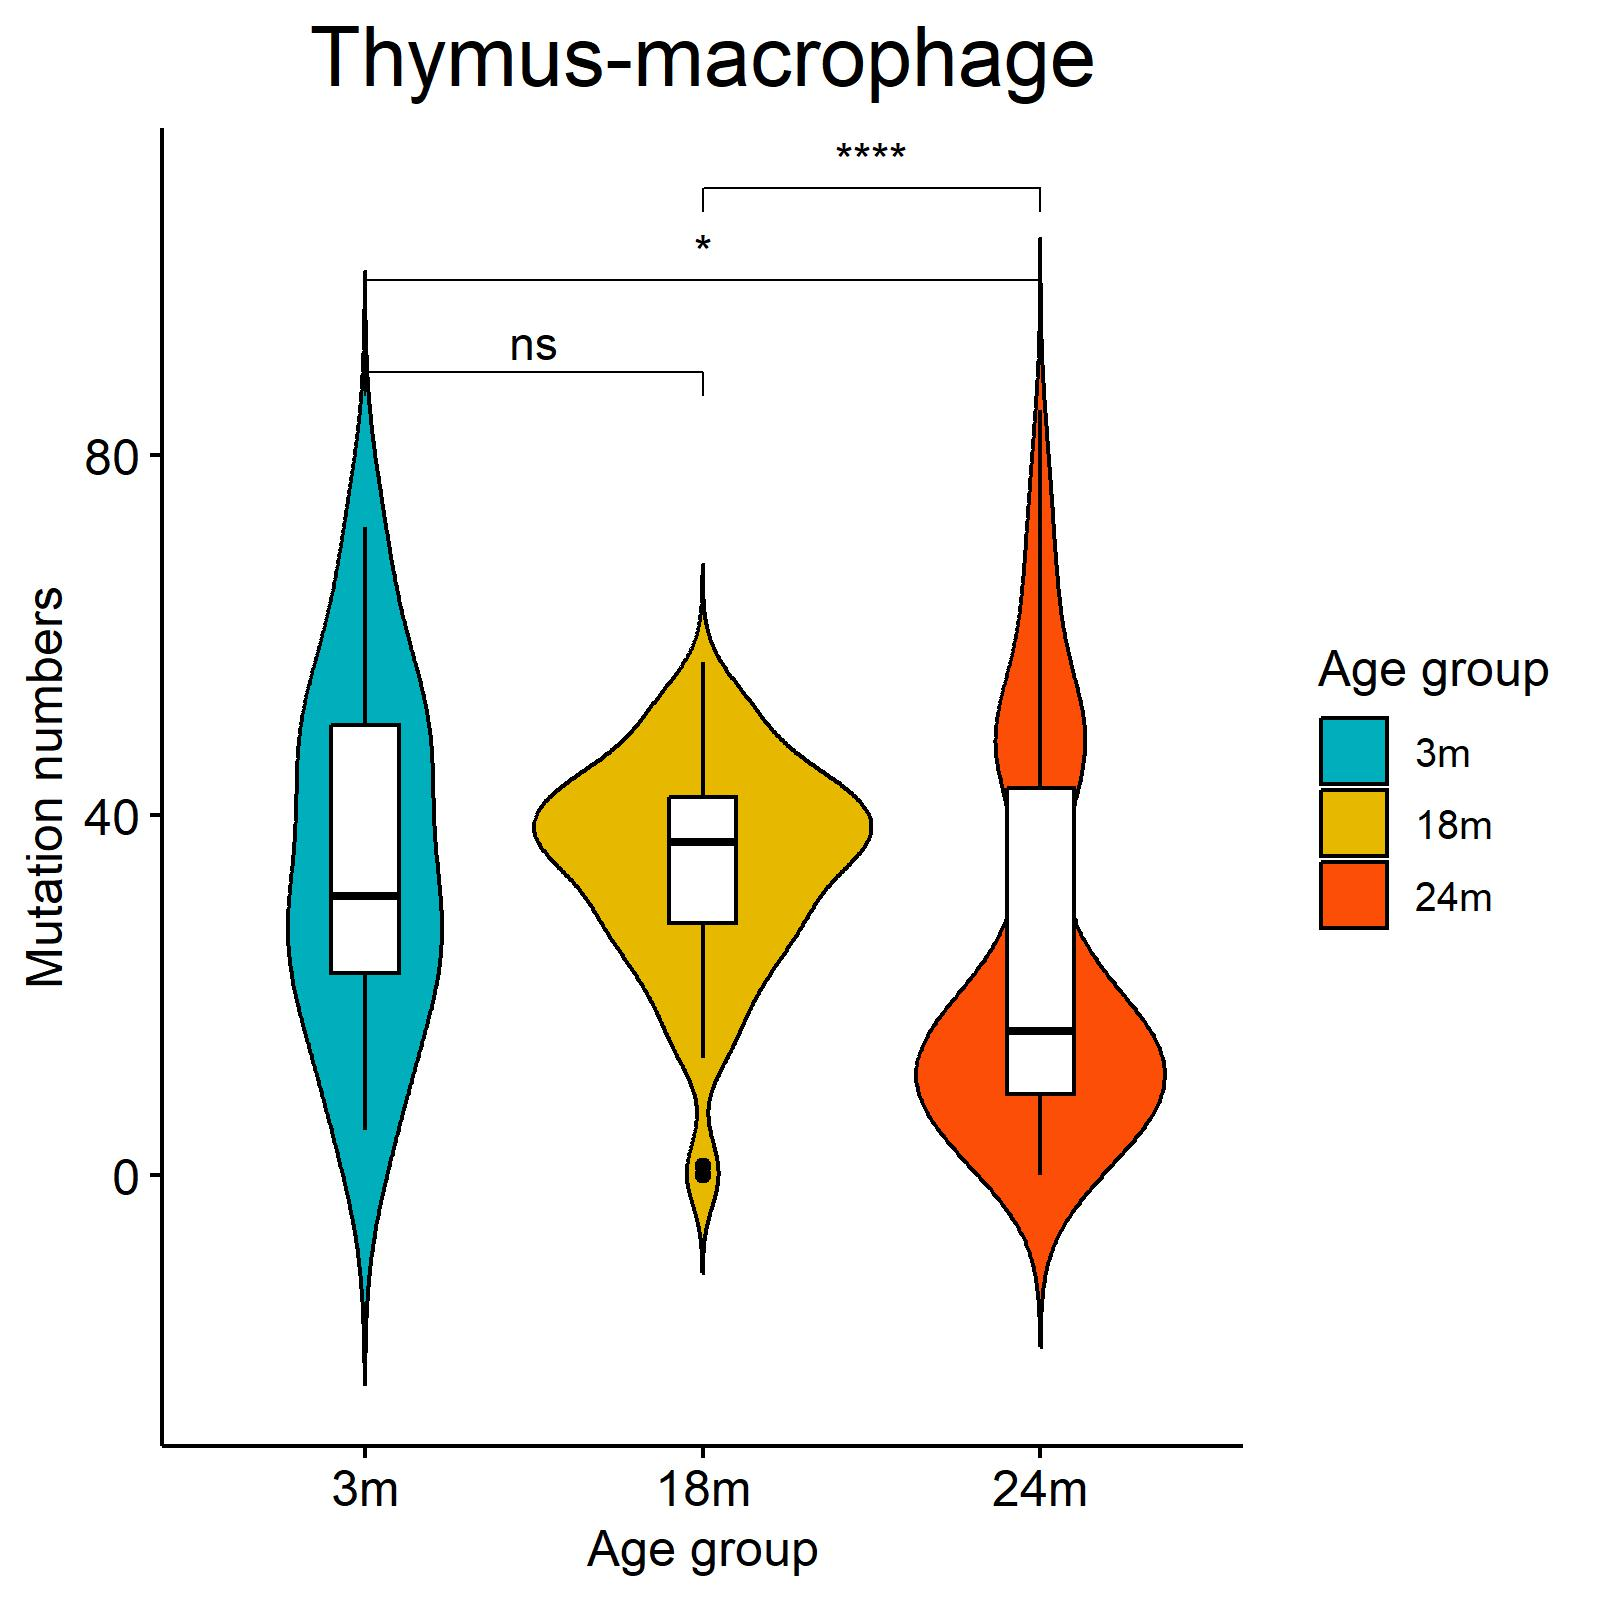 Thymus-macrophage
****
*
ns
80
40
0
Mutation numbers
3m
18m
24m
Age group
Age group
3m
18m
24m